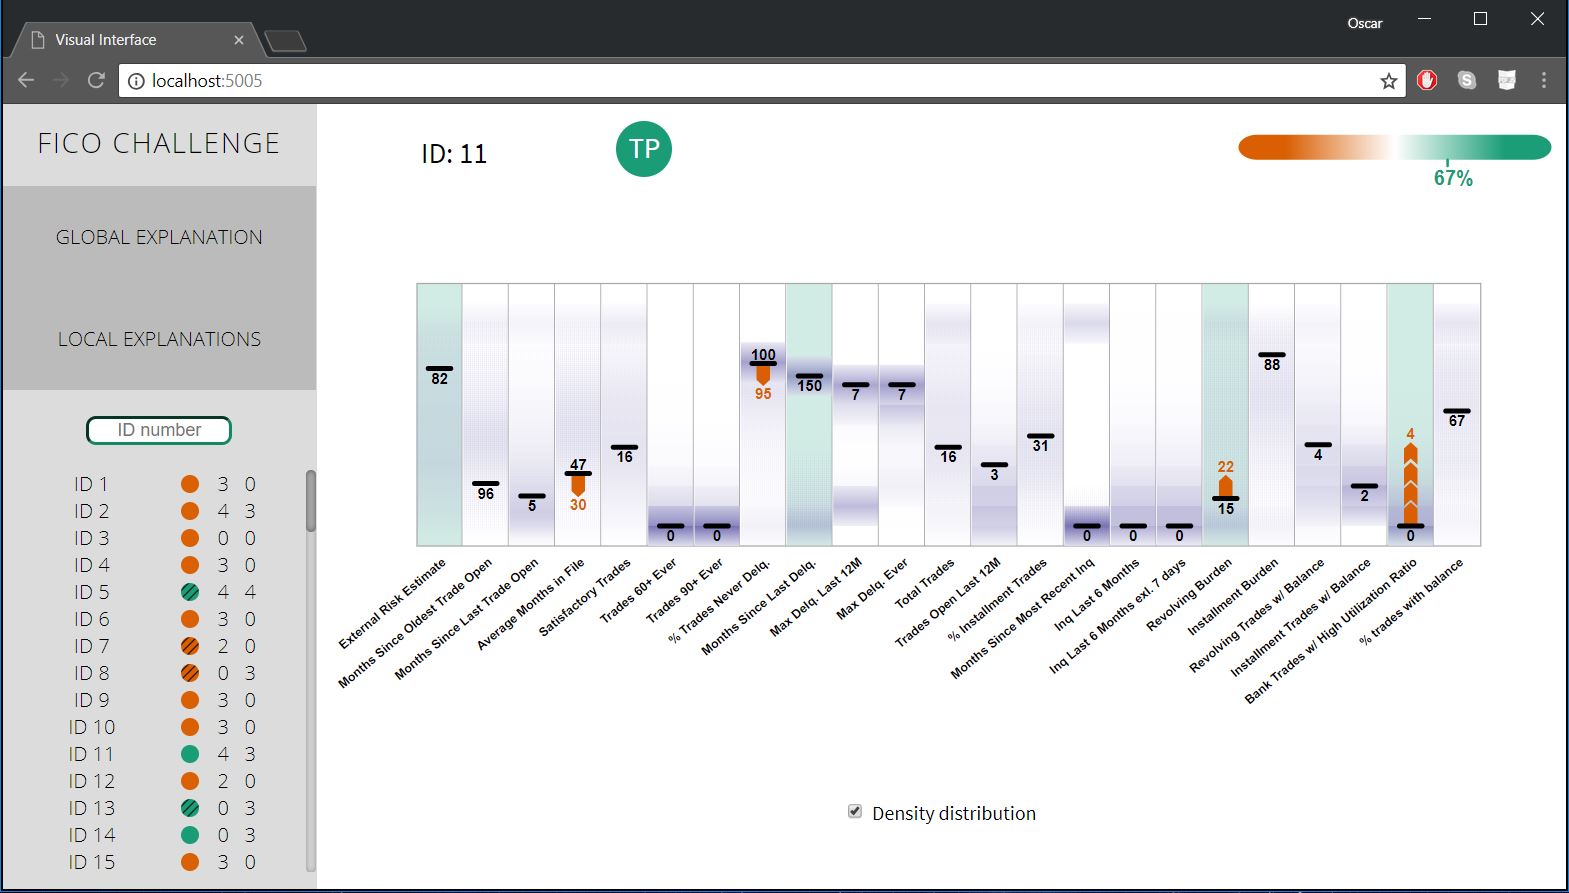 Oscar
Visual Interface
localhost:5005
FICO CHALLENGE
GLOBAL EXPLANATION
LOCAL EXPLANATIONS
ID number
ID 1 3 0
ID 2 4 3
ID 3 0 0
ID 4 3 0
ID 5 4 4
ID 6 3 0
ID 7 2 0
ID 8 0 3
ID 9 3 0
ID 10 3 0
ID 11 4 3
ID 12 2 0
ID 13 0 3
ID 14 0 3
ID 15 3 0
ID: 11
TP
67%
82
96
5
47
30
16
0
0
100
95
150
7
7
16
3
31
0
0
0
22
15
88
4
2
4
0
67
External Risk Estimate
Months Since Oldest Trade Open
Months Since Last Trade Open
Average Months in File
Satisfactory Trades
Trades 60+ Ever
Trades 90+ Ever
% Trades Never Delq.
Months Since Last Delq.
Max Delq. Last 12M
Max Delq. Ever
Total Trades
Trades Open Last 12M
% Installment Trades
Months Since Most Recent Inq
Inq Last 6 Months
Inq Last 6 Months exl. 7 days
Revolving Burden
Installment Burden
Revolving Trades w/ Balance
Installment Trades w/ Balance
Bank Trades w/ High Utilization Ratio
% trades with balance
Density distribution